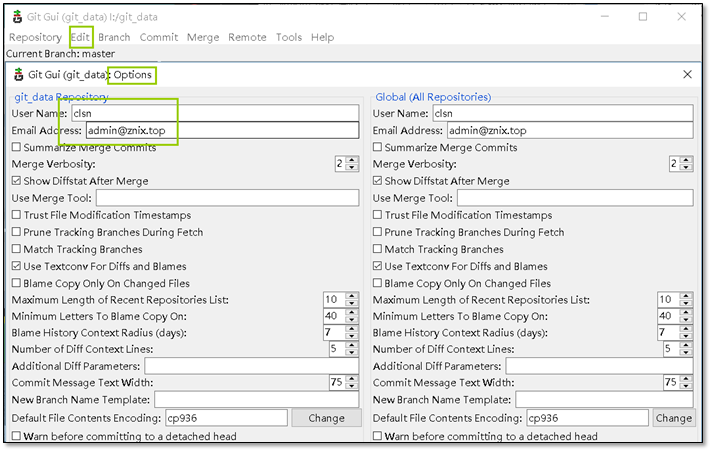 Git Gui (git_data) I:/git_data
Repository Edit Branch Commit Merge Remote Tools Help
Current Branch: master
Git Gui (git_data): Options
git_data Repository
User Name: clsn
Email Address: admin@znix.top
Summarize Merge Commits
Merge Verbosity: 2
Show Diffstat After Merge
Use Merge Tool:
Trust File Modification Timestamps
Prune Tracking Branches During Fetch
Match Tracking Branches
Use Textconv For Diffs and Blames
Blame Copy Only On Changed Files
Maximum Length of Recent Repositories List: 10
Minimum Letters To Blame Copy On: 40
Blame History Context Radius (days): 7
Number of Diff Context Lines: 5
Additional Diff Parameters:
Commit Message Text Width: 75
New Branch Name Template:
Default File Contents Encoding: cp936 Change
Warn before committing to a detached head
Global (All Repositories)
User Name: clsn
Email Address: admin@znix.top
Summarize Merge Commits
Merge Verbosity: 2
Show Diffstat After Merge
Use Merge Tool:
Trust File Modification Timestamps
Prune Tracking Branches During Fetch
Match Tracking Branches
Use Textconv For Diffs and Blames
Blame Copy Only On Changed Files
Maximum Length of Recent Repositories List: 10
Minimum Letters To Blame Copy On: 40
Blame History Context Radius (days): 7
Number of Diff Context Lines: 5
Additional Diff Parameters:
Commit Message Text Width: 75
New Branch Name Template:
Default File Contents Encoding: cp936 Change
Warn before committing to a detached head